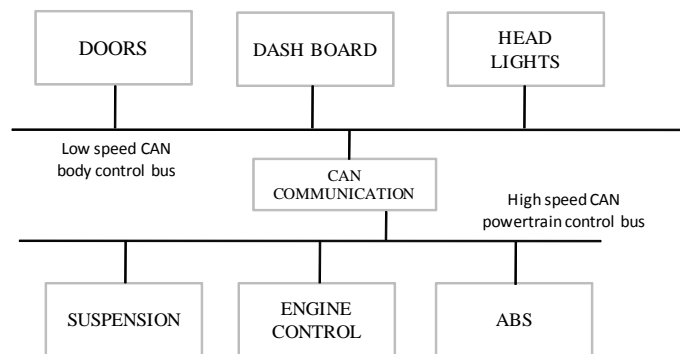 DOORS
DASH BOARD
HEAD
LIGHTS
Low speed CAN
body control bus
CAN
COMMUNICATION
High speed CAN
powertrain control bus
SUSPENSION
ENGINE
CONTROL
ABS